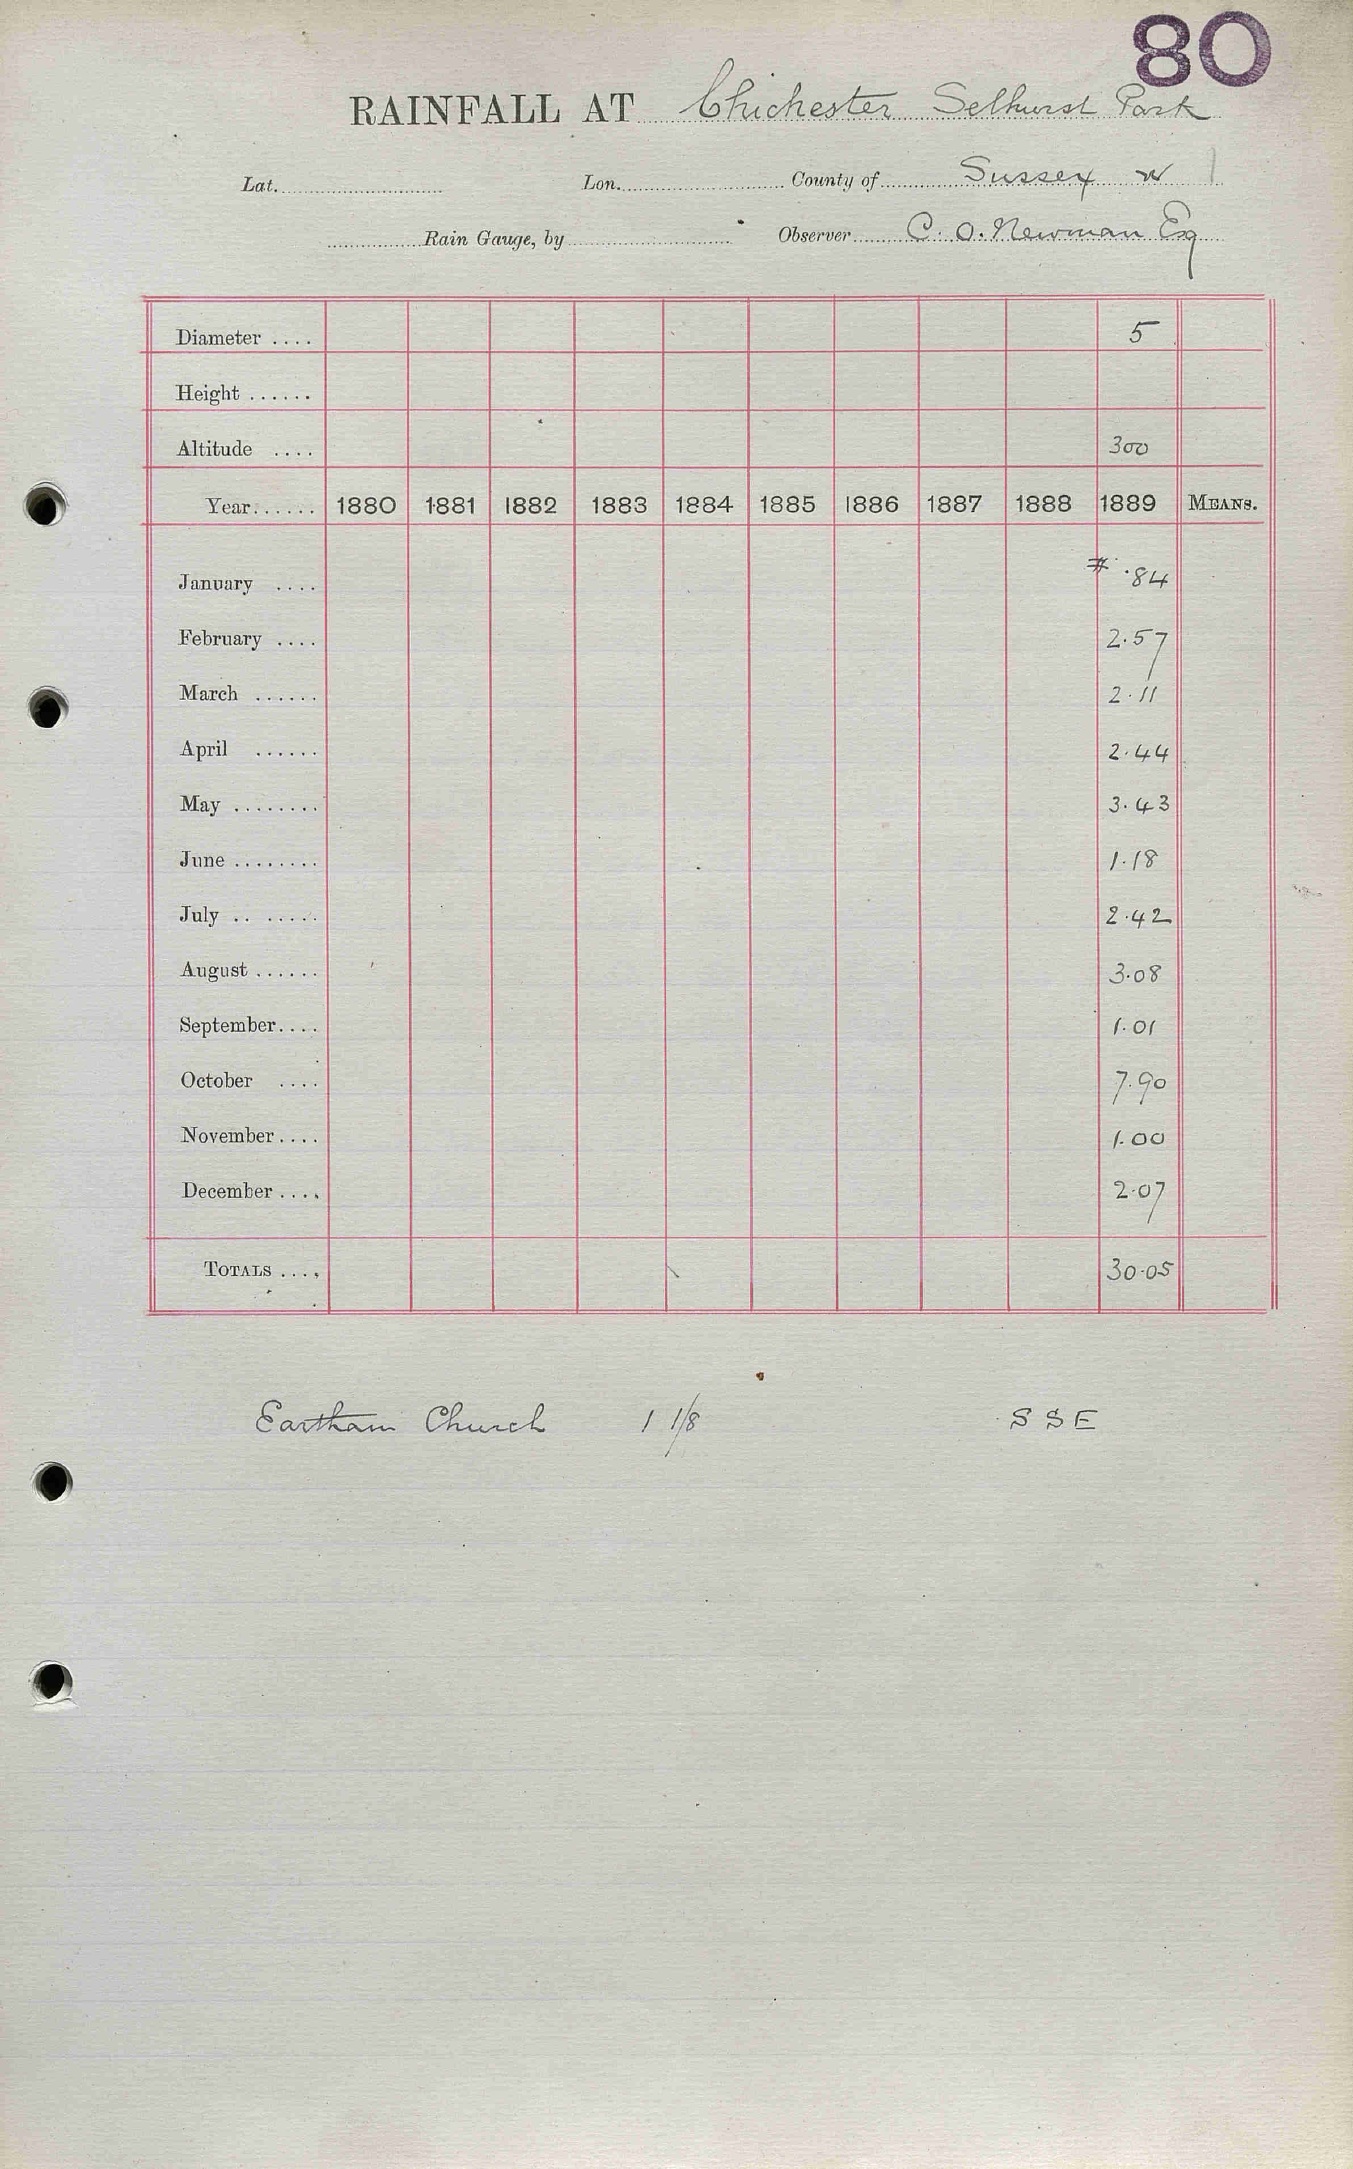 80
RAINFALL AT Chichester Selhurst Park
Lat. Lon. County of Sussex W
Rain Gauge, by Observer C. O. Newman Esq
Diameter .... 5
Height ......
Altitude .... 300
Year...... 1880 1881 1882 1883 1884 1885 1886 1887 1888 1889 MEANS.
January .... # .84
February .... 2.57
March ...... 2.11
April ...... 2.44
May ........ 3.43
June ........ 1.18
July .. ..... 2.42
August ...... 3.08
September.... 1.01
October .... 7.90
November.... 1.00
December .... 2.07
TOTALS .... 30.05
Eartham Church 1 1/8 S S E